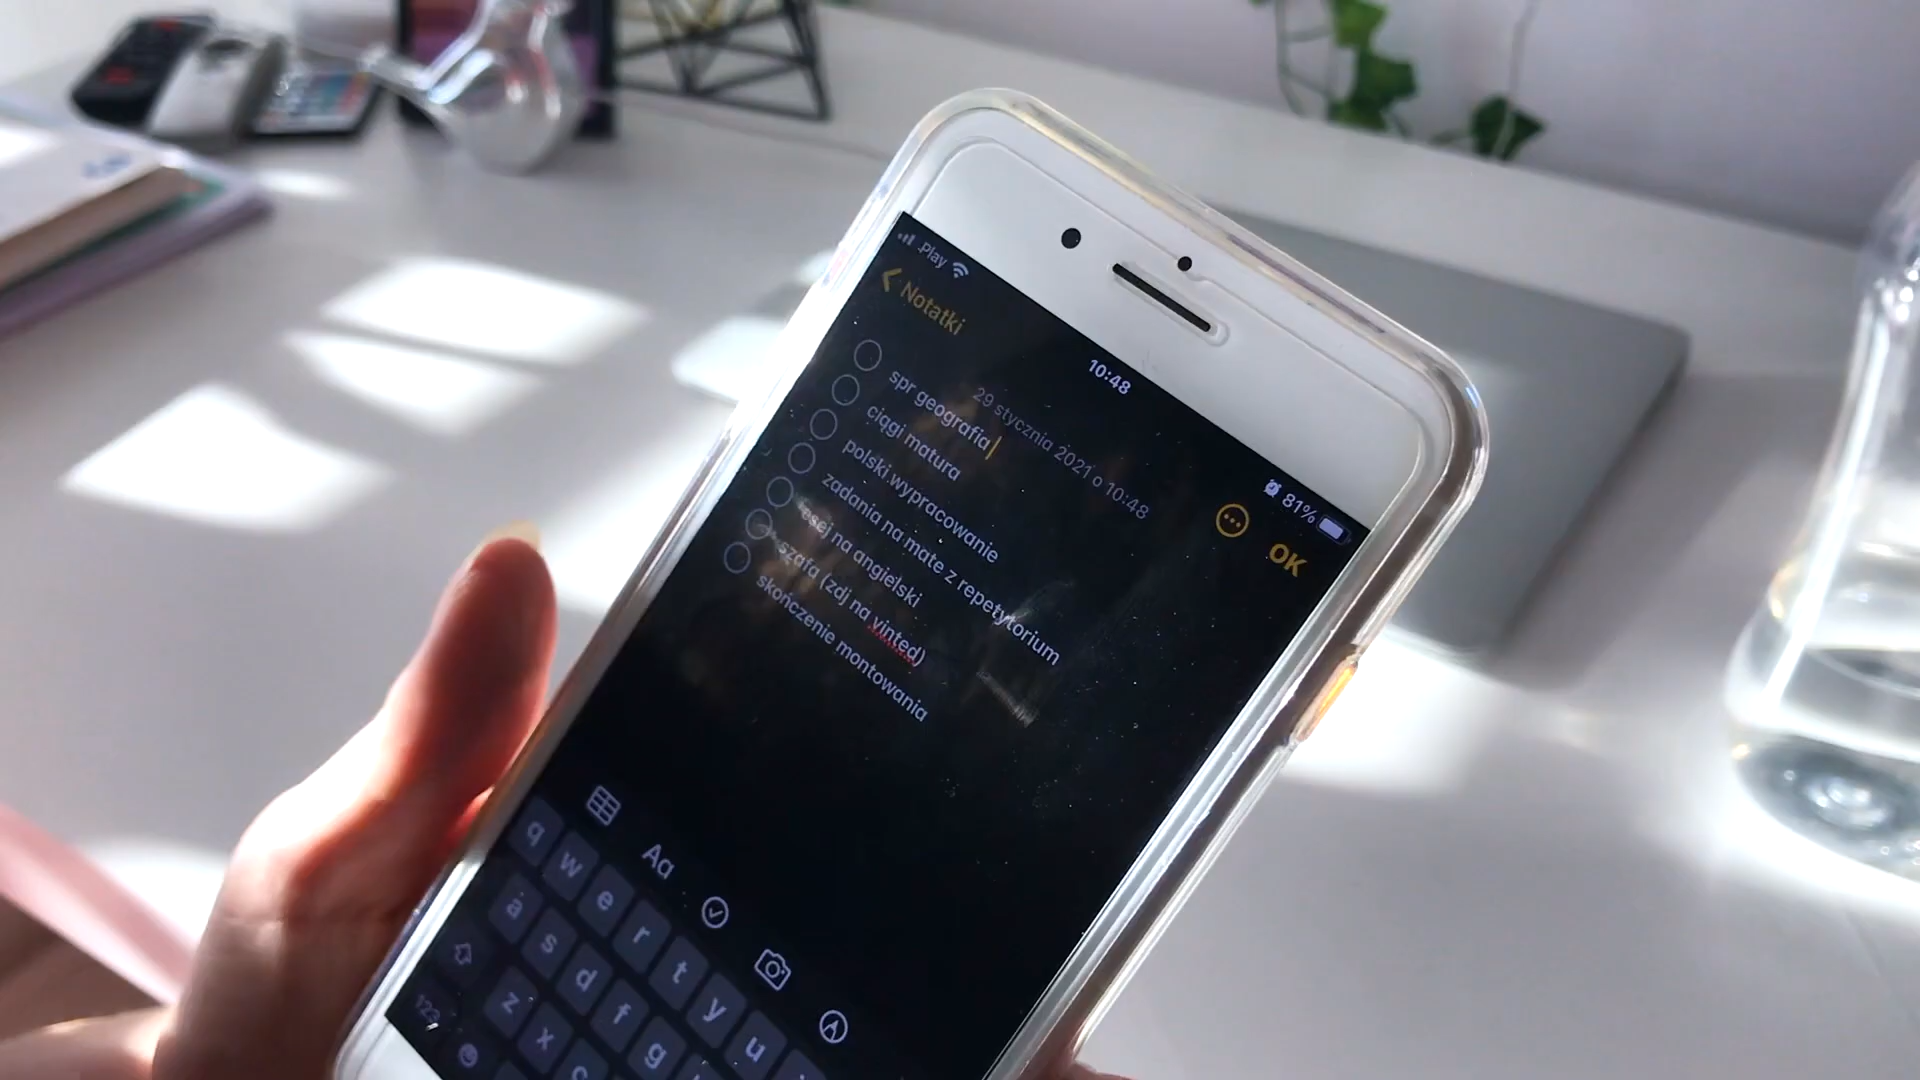 Play
10:48
81%
Notatki
OK
29 stycznia 2021 o 10:48
spr geografia
ciągi matura
polski wypracowanie
zadania na mate z repetytorium
esej na angielski
szafa (zdj na vinted)
skończenie montowania
Aa
q w e r t y u
a s d f g
z x c
123